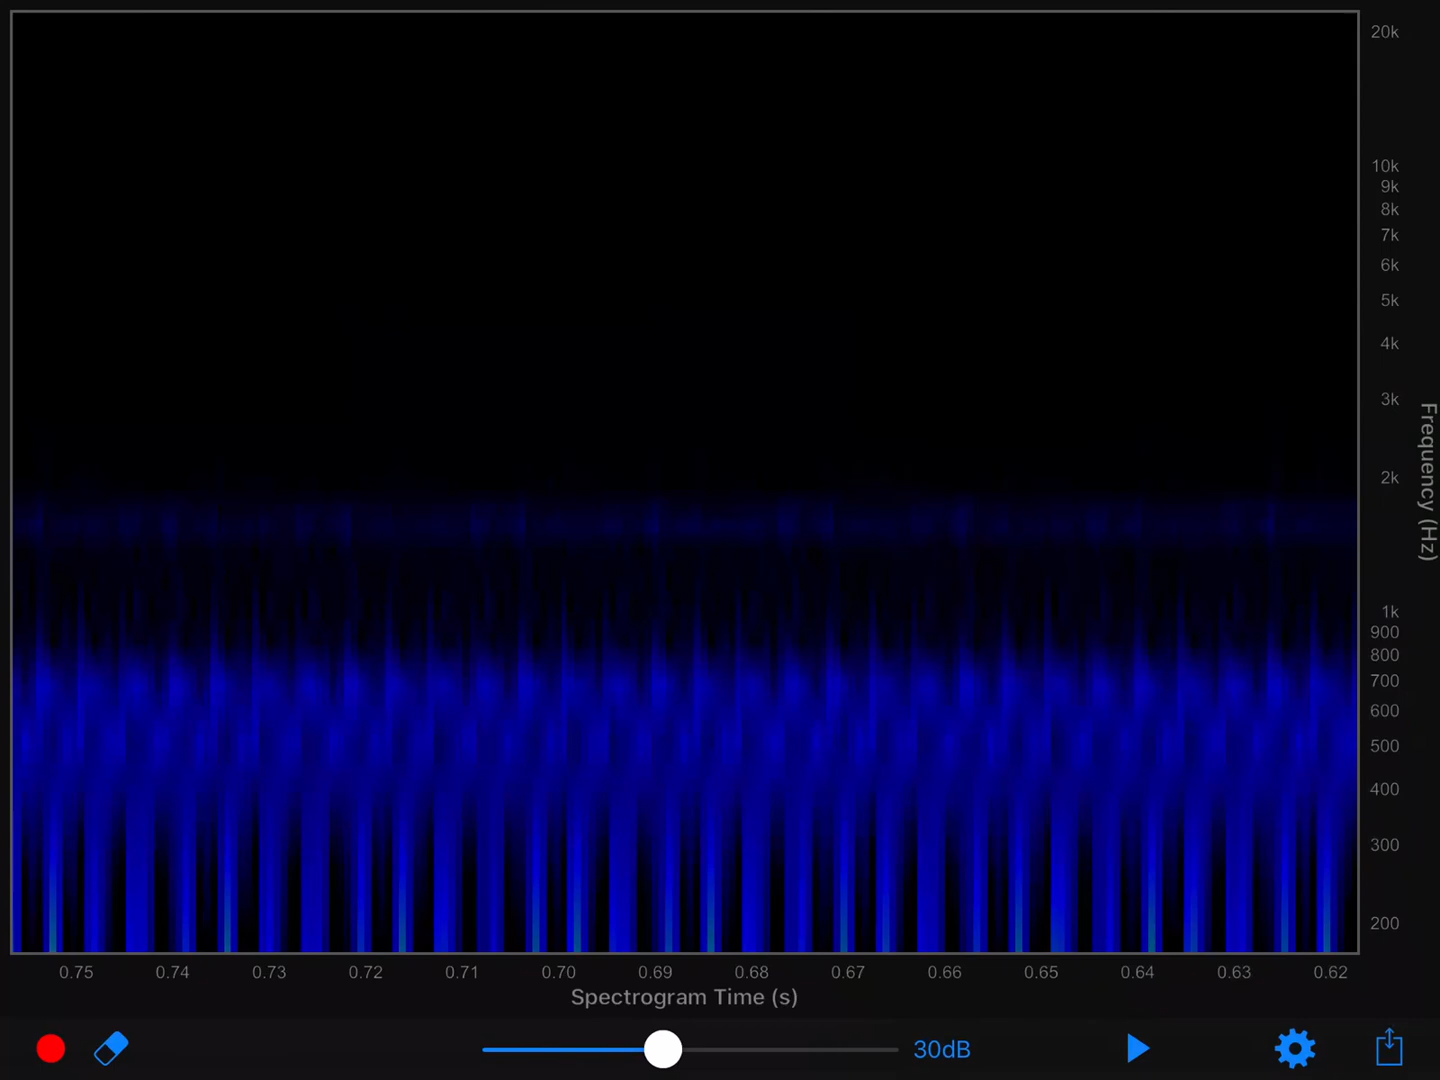 20k
10k
9k
8k
7k
6k
5k
4k
3k
2k
1k
900
800
700
600
500
400
300
200
Frequency (Hz)
0.75 0.74 0.73 0.72 0.71 0.70 0.69 0.68 0.67 0.66 0.65 0.64 0.63 0.62
Spectrogram Time (s)
30dB